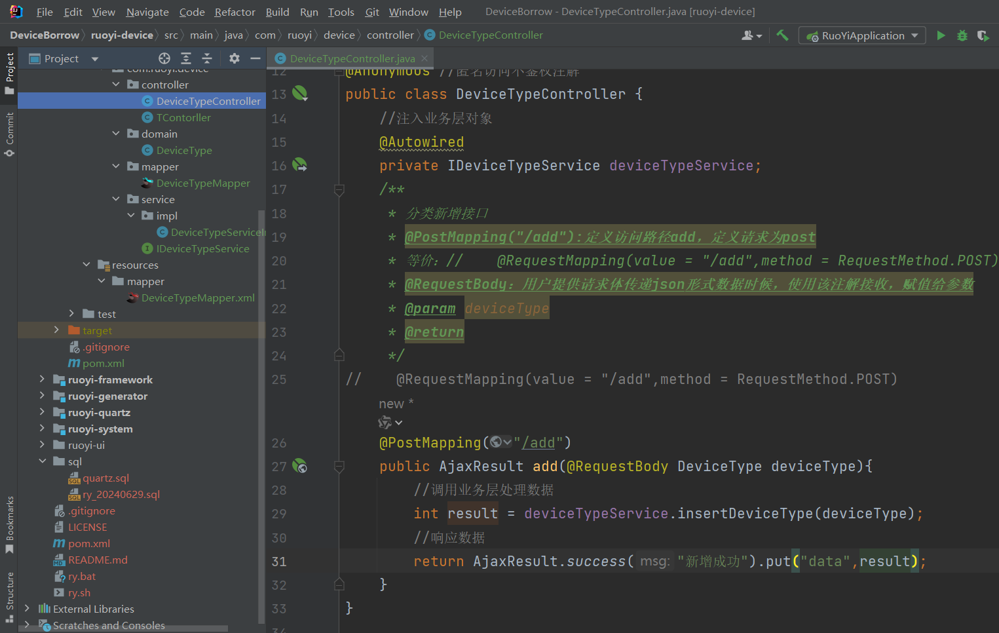 File Edit View Navigate Code Refactor Build Run Tools Git Window Help DeviceBorrow - DeviceTypeController.java [ruoyi-device]
DeviceBorrow ruoyi-device src main java com ruoyi device controller DeviceTypeController
RuoYiApplication
Project
DeviceTypeController.java
Project
Commit
Bookmarks
Structure
com.ruoyi.device
controller
DeviceTypeController
TContorller
domain
DeviceType
mapper
DeviceTypeMapper
service
impl
DeviceTypeServiceI
IDeviceTypeService
resources
mapper
DeviceTypeMapper.xml
test
target
.gitignore
pom.xml
ruoyi-framework
ruoyi-generator
ruoyi-quartz
ruoyi-system
ruoyi-ui
sql
quartz.sql
ry_20240629.sql
.gitignore
LICENSE
pom.xml
README.md
ry.bat
ry.sh
External Libraries
Scratches and Consoles
12 @Anonymous //匿名访问不鉴权注解
13 public class DeviceTypeController {
14 //注入业务层对象
15 @Autowired
16 private IDeviceTypeService deviceTypeService;
17 /**
18 * 分类新增接口
19 * @PostMapping("/add"):定义访问路径add，定义请求为post
20 * 等价：// @RequestMapping(value = "/add",method = RequestMethod.POST)
21 * @RequestBody：用户提供请求体传递json形式数据时候，使用该注解接收，赋值给参数
22 * @param deviceType
23 * @return
24 */
25 // @RequestMapping(value = "/add",method = RequestMethod.POST)
new *
26 @PostMapping("/add")
27 public AjaxResult add(@RequestBody DeviceType deviceType){
28 //调用业务层处理数据
29 int result = deviceTypeService.insertDeviceType(deviceType);
30 //响应数据
31 return AjaxResult.success( msg: "新增成功").put("data",result);
32 }
33 }
34